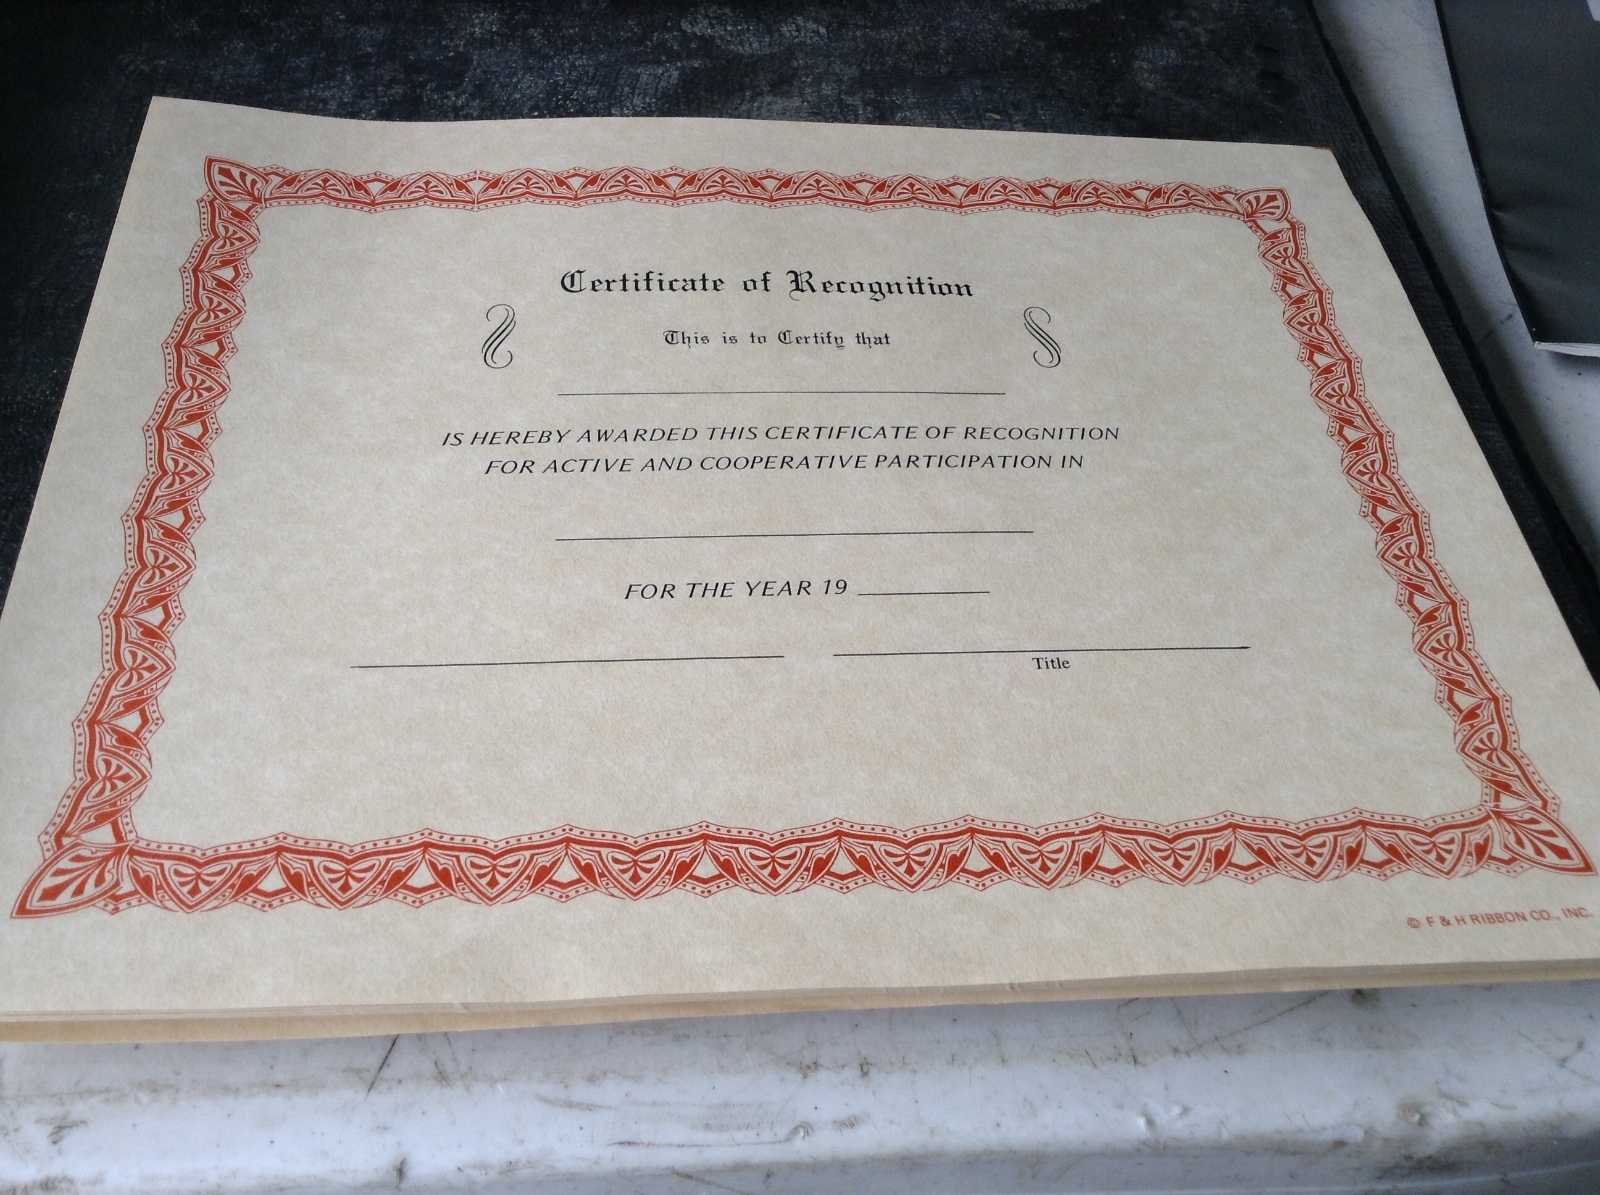 Certificate of Recognition
This is to Certify that
IS HEREBY AWARDED THIS CERTIFICATE OF RECOGNITION
FOR ACTIVE AND COOPERATIVE PARTICIPATION IN
FOR THE YEAR 19
Title
© F & H RIBBON CO., INC.